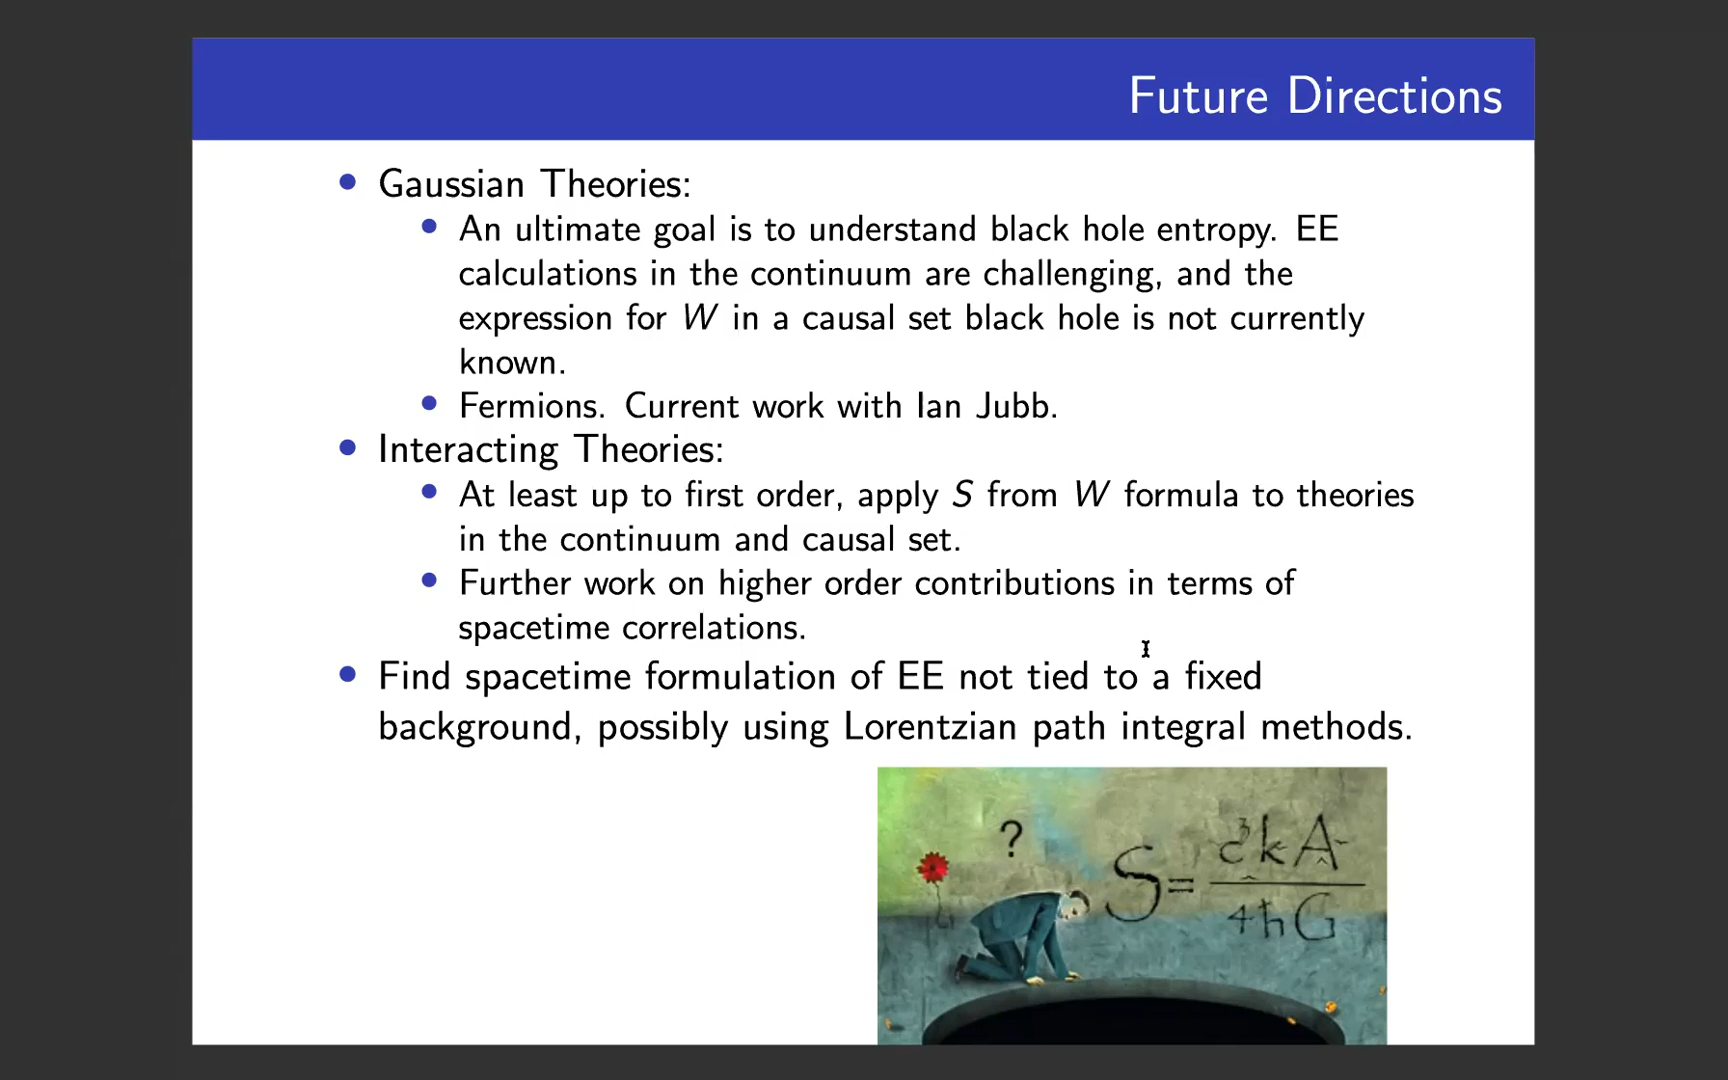 Future Directions
Gaussian Theories:
An ultimate goal is to understand black hole entropy. EE
calculations in the continuum are challenging, and the
expression for W in a causal set black hole is not currently
known.
Fermions. Current work with Ian Jubb.
Interacting Theories:
At least up to first order, apply S from W formula to theories
in the continuum and causal set.
Further work on higher order contributions in terms of
spacetime correlations.
Find spacetime formulation of EE not tied to a fixed
background, possibly using Lorentzian path integral methods.
?
S = c³kA
4ħG